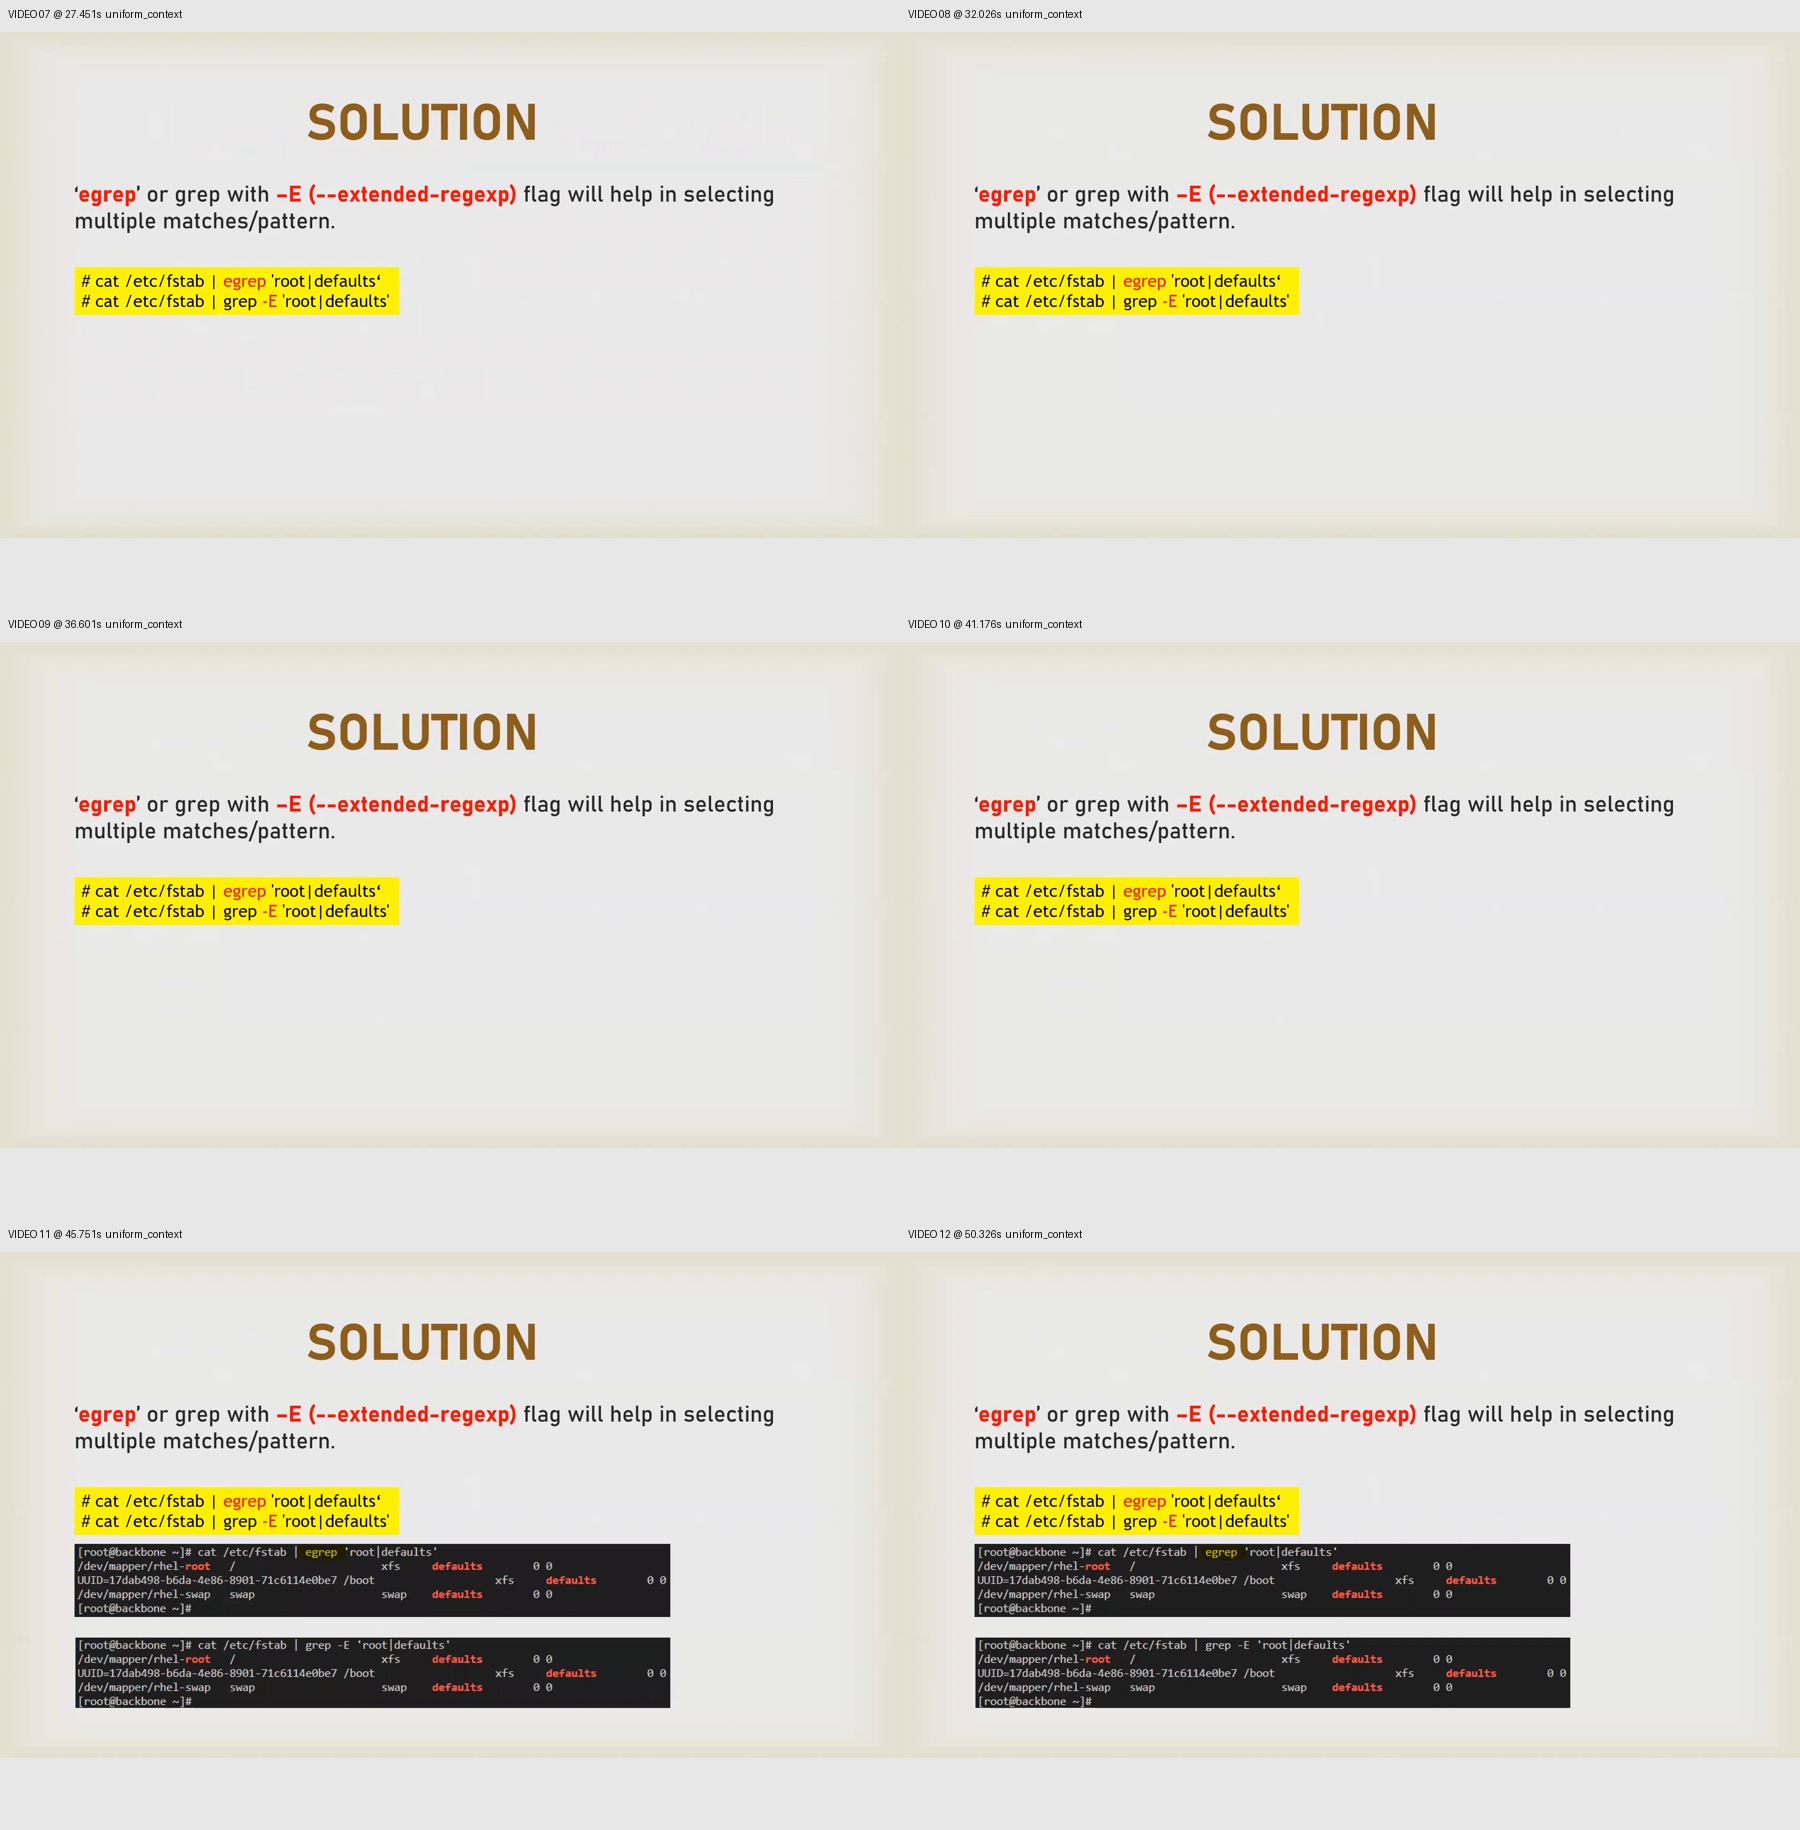 VIDEO07 @ 27.451s uniform_context
SOLUTION
‘egrep’ or grep with –E (--extended-regexp) flag will help in selecting
multiple matches/pattern.
# cat /etc/fstab | egrep 'root|defaults‘
# cat /etc/fstab | grep -E 'root|defaults'
VIDEO08 @ 32.026s uniform_context
SOLUTION
‘egrep’ or grep with –E (--extended-regexp) flag will help in selecting
multiple matches/pattern.
# cat /etc/fstab | egrep 'root|defaults‘
# cat /etc/fstab | grep -E 'root|defaults'
VIDEO09 @ 36.601s uniform_context
SOLUTION
‘egrep’ or grep with –E (--extended-regexp) flag will help in selecting
multiple matches/pattern.
# cat /etc/fstab | egrep 'root|defaults‘
# cat /etc/fstab | grep -E 'root|defaults'
VIDEO10 @ 41.176s uniform_context
SOLUTION
‘egrep’ or grep with –E (--extended-regexp) flag will help in selecting
multiple matches/pattern.
# cat /etc/fstab | egrep 'root|defaults‘
# cat /etc/fstab | grep -E 'root|defaults'
VIDEO11 @ 45.751s uniform_context
SOLUTION
‘egrep’ or grep with –E (--extended-regexp) flag will help in selecting
multiple matches/pattern.
# cat /etc/fstab | egrep 'root|defaults‘
# cat /etc/fstab | grep -E 'root|defaults'
[root@backbone ~]# cat /etc/fstab | egrep 'root|defaults'
/dev/mapper/rhel-root / xfs defaults 0 0
UUID=17dab498-b6da-4e86-8901-71c6114e0be7 /boot xfs defaults 0 0
/dev/mapper/rhel-swap swap swap defaults 0 0
[root@backbone ~]#
[root@backbone ~]# cat /etc/fstab | grep -E 'root|defaults'
/dev/mapper/rhel-root / xfs defaults 0 0
UUID=17dab498-b6da-4e86-8901-71c6114e0be7 /boot xfs defaults 0 0
/dev/mapper/rhel-swap swap swap defaults 0 0
[root@backbone ~]#
VIDEO12 @ 50.326s uniform_context
SOLUTION
‘egrep’ or grep with –E (--extended-regexp) flag will help in selecting
multiple matches/pattern.
# cat /etc/fstab | egrep 'root|defaults‘
# cat /etc/fstab | grep -E 'root|defaults'
[root@backbone ~]# cat /etc/fstab | egrep 'root|defaults'
/dev/mapper/rhel-root / xfs defaults 0 0
UUID=17dab498-b6da-4e86-8901-71c6114e0be7 /boot xfs defaults 0 0
/dev/mapper/rhel-swap swap swap defaults 0 0
[root@backbone ~]#
[root@backbone ~]# cat /etc/fstab | grep -E 'root|defaults'
/dev/mapper/rhel-root / xfs defaults 0 0
UUID=17dab498-b6da-4e86-8901-71c6114e0be7 /boot xfs defaults 0 0
/dev/mapper/rhel-swap swap swap defaults 0 0
[root@backbone ~]#